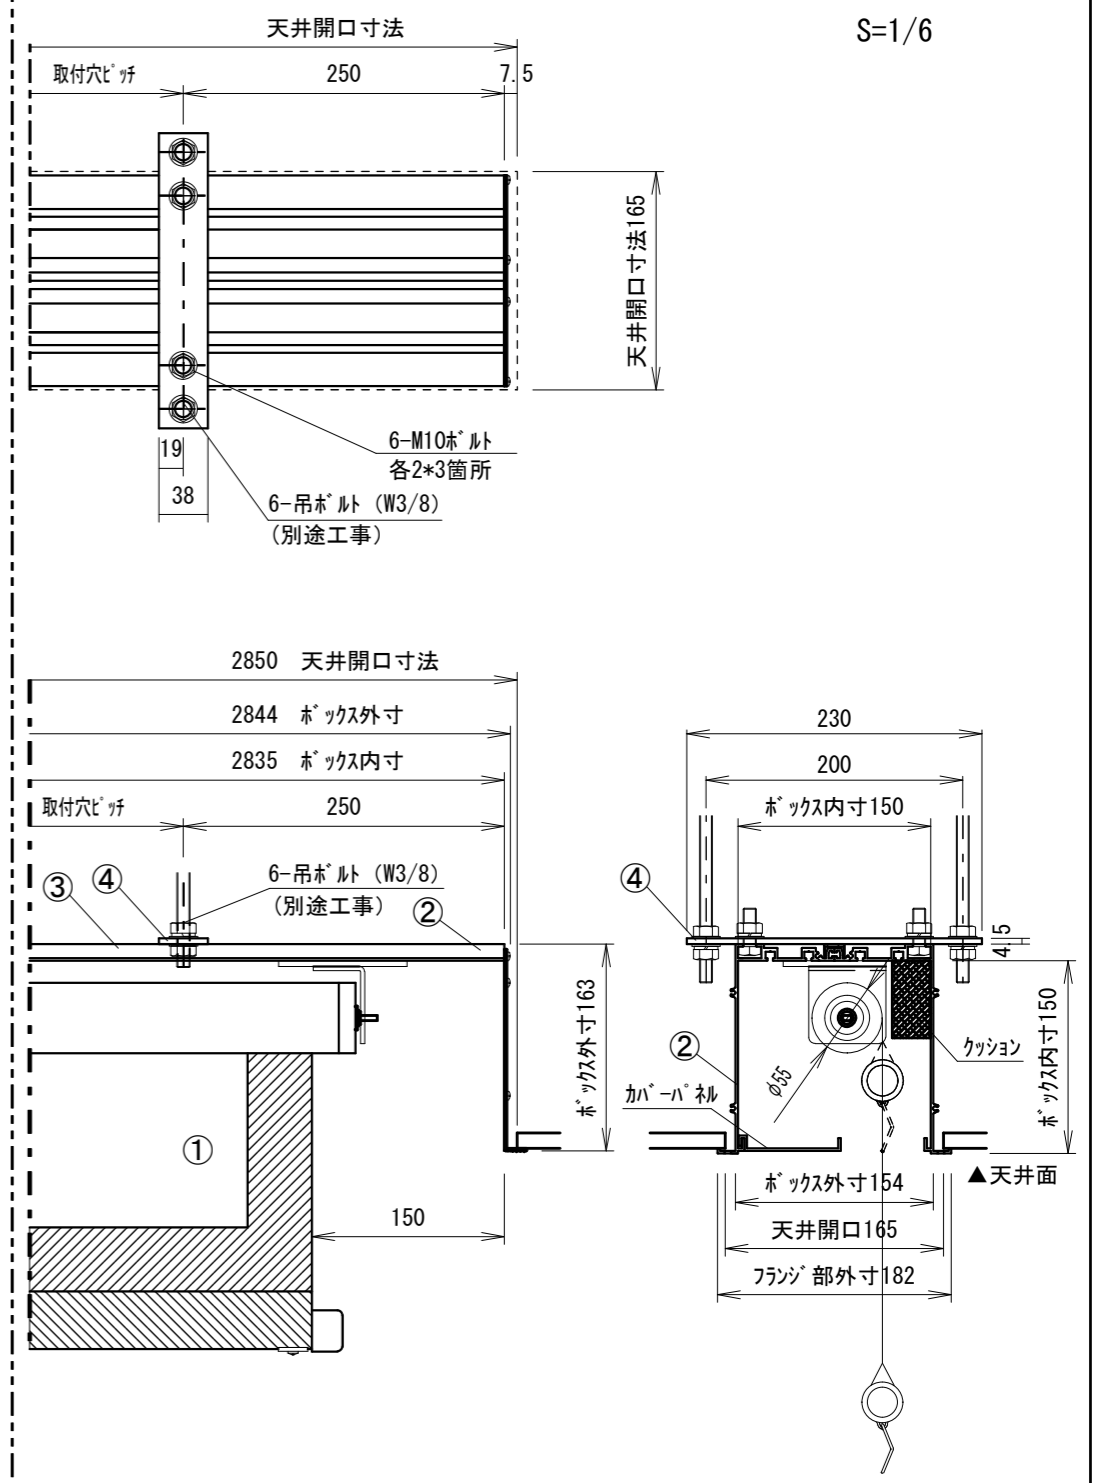 天井開口寸法
S=1/6
取付穴ﾋﾟｯﾁ
250
7.5
天井開口寸法165
6-M10ﾎﾞﾙﾄ
各2*3箇所
19
38
6-吊ﾎﾞﾙﾄ (W3/8)
(別途工事)
2850 天井開口寸法
2844 ﾎﾞｯｸｽ外寸
2835 ﾎﾞｯｸｽ内寸
取付穴ﾋﾟｯﾁ
250
6-吊ﾎﾞﾙﾄ (W3/8)
(別途工事)
③
④
②
ﾎﾞｯｸｽ外寸163
①
150
230
200
ﾎﾞｯｸｽ内寸150
④
4.5
②
φ55
ｸｯｼｮﾝ
ﾎﾞｯｸｽ内寸150
ｶﾊﾞｰﾊﾟﾈﾙ
▲天井面
ﾎﾞｯｸｽ外寸154
天井開口165
ﾌﾗﾝｼﾞ部外寸182